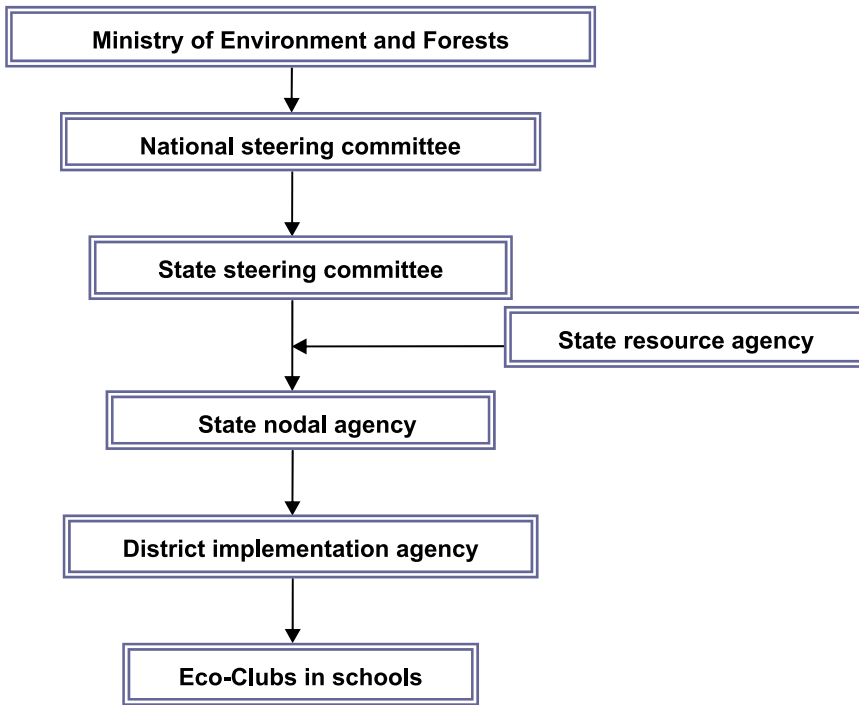 Ministry of Environment and Forests
National steering committee
State steering committee
State resource agency
State nodal agency
District implementation agency
Eco-Clubs in schools